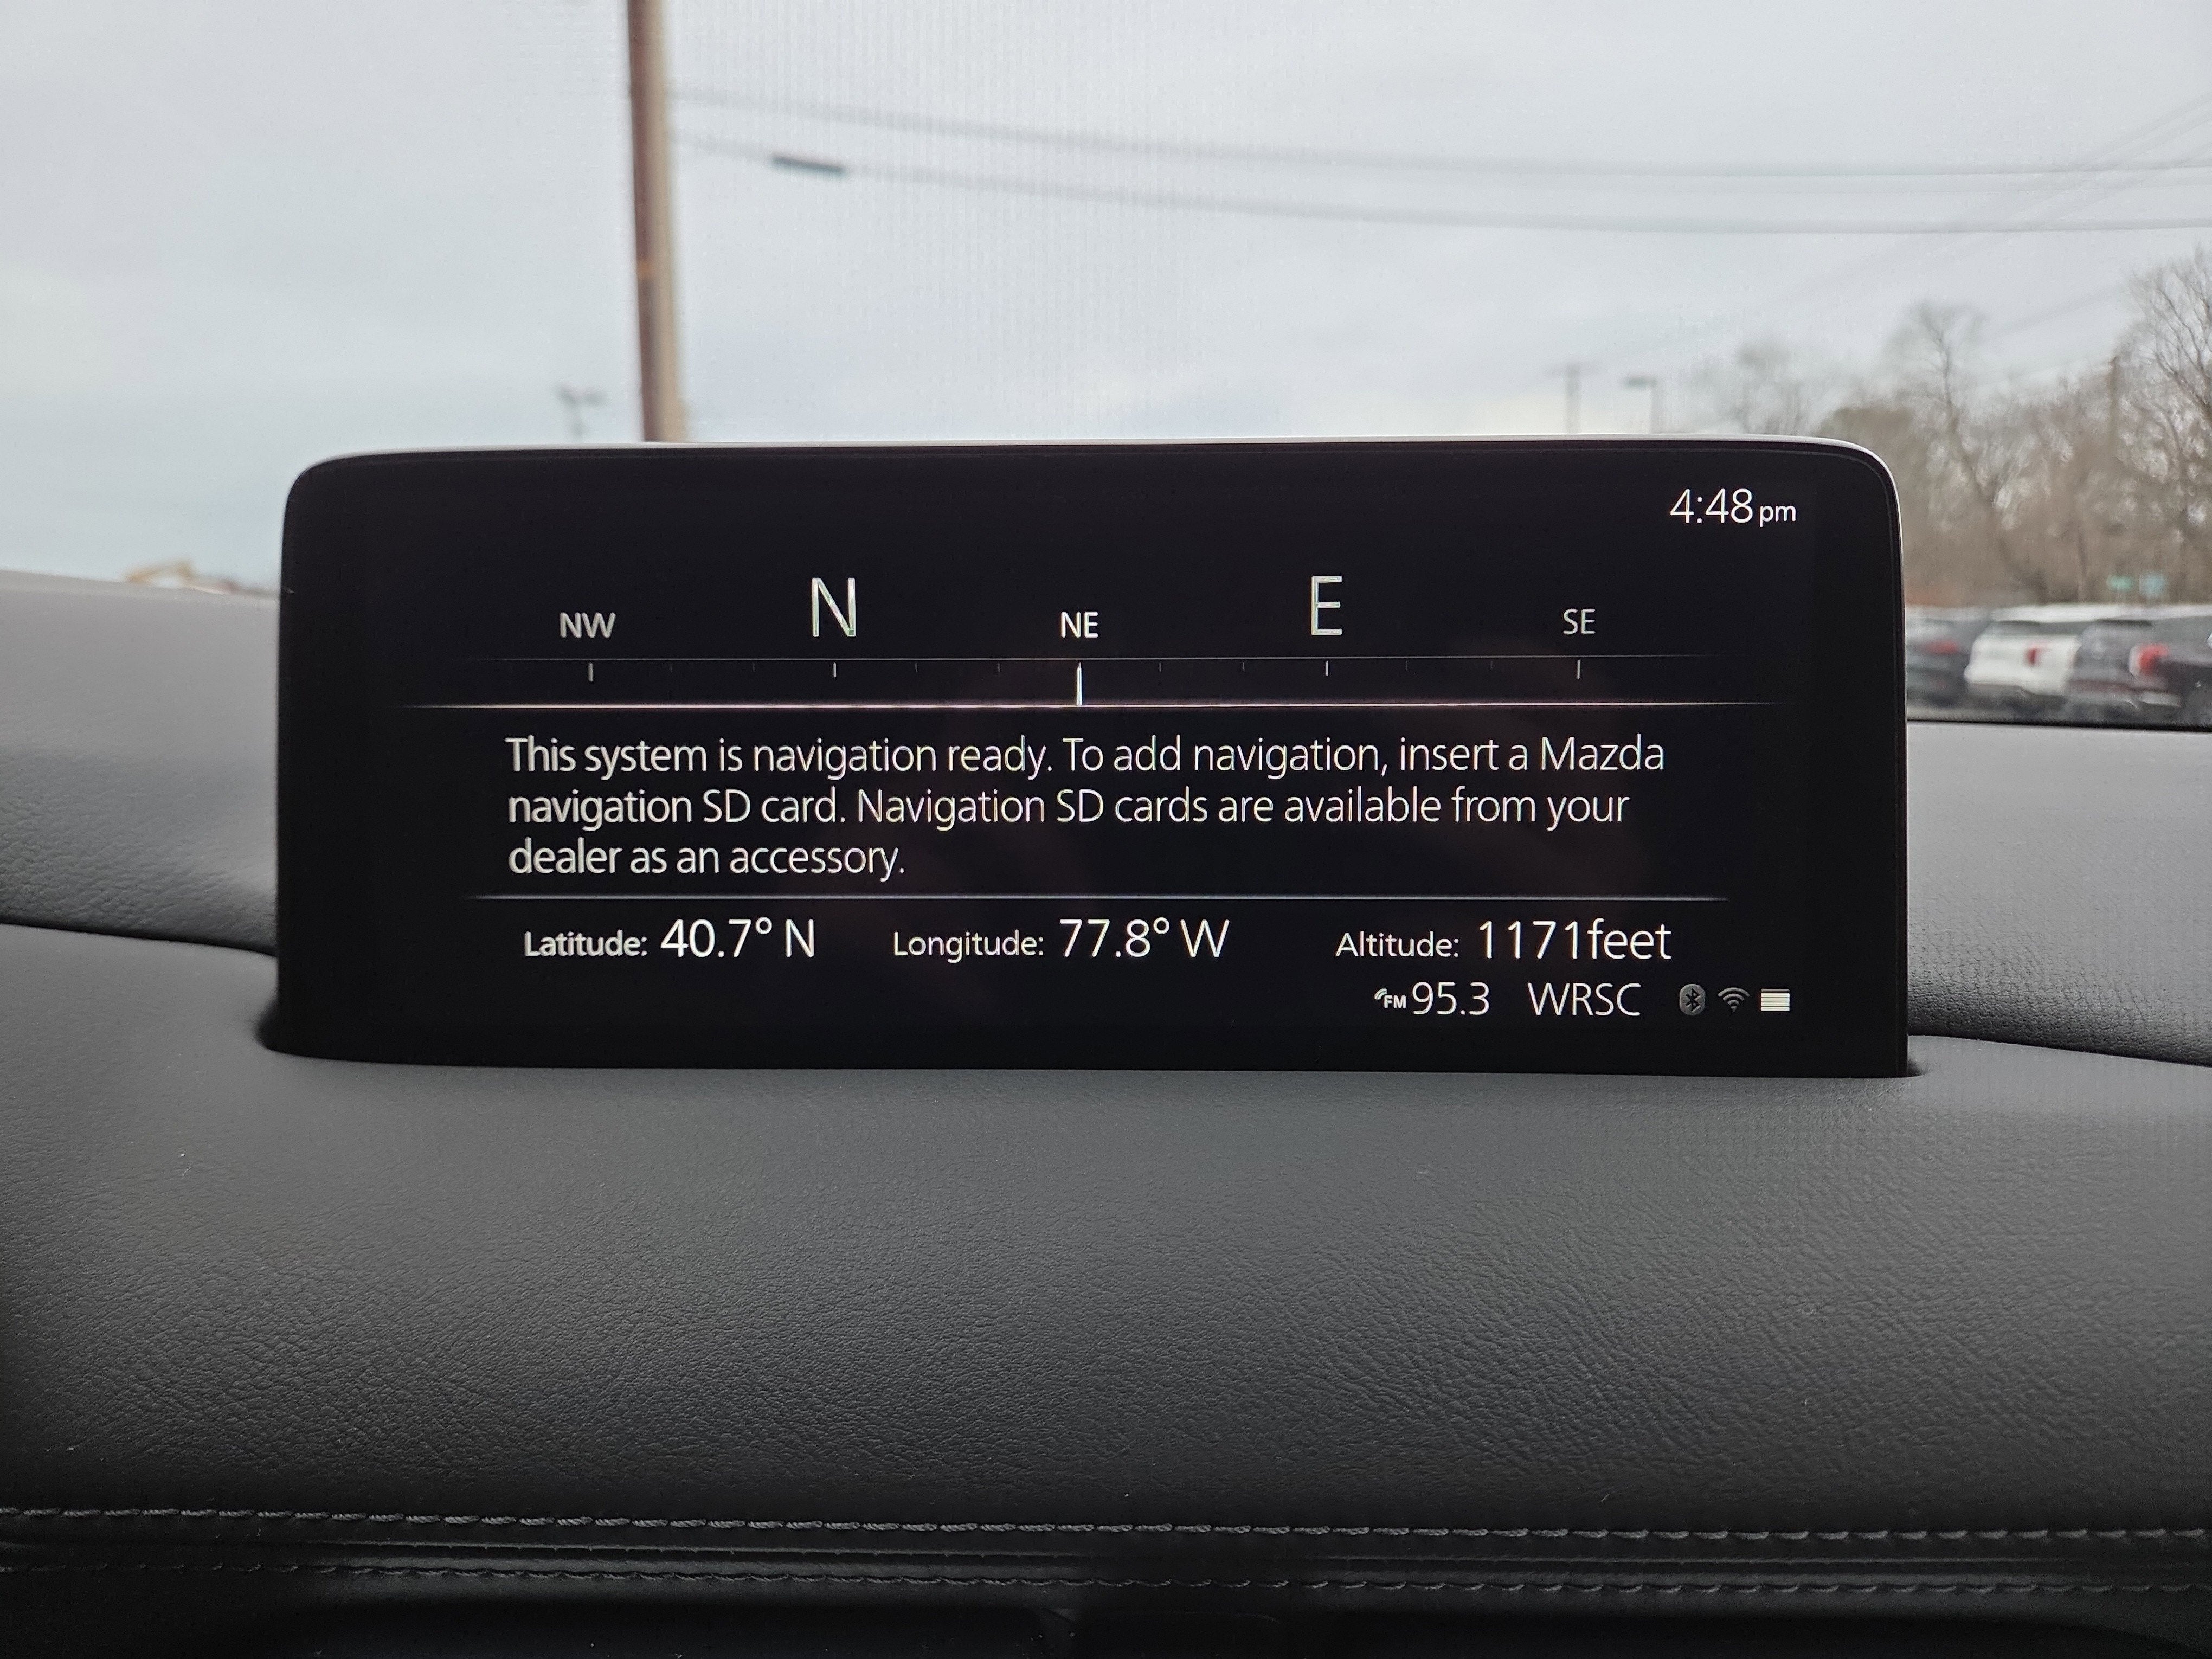 4:48 pm
NW N NE E SE
This system is navigation ready. To add navigation, insert a Mazda
navigation SD card. Navigation SD cards are available from your
dealer as an accessory.
Latitude: 40.7° N Longitude: 77.8° W Altitude: 1171feet
FM 95.3 WRSC